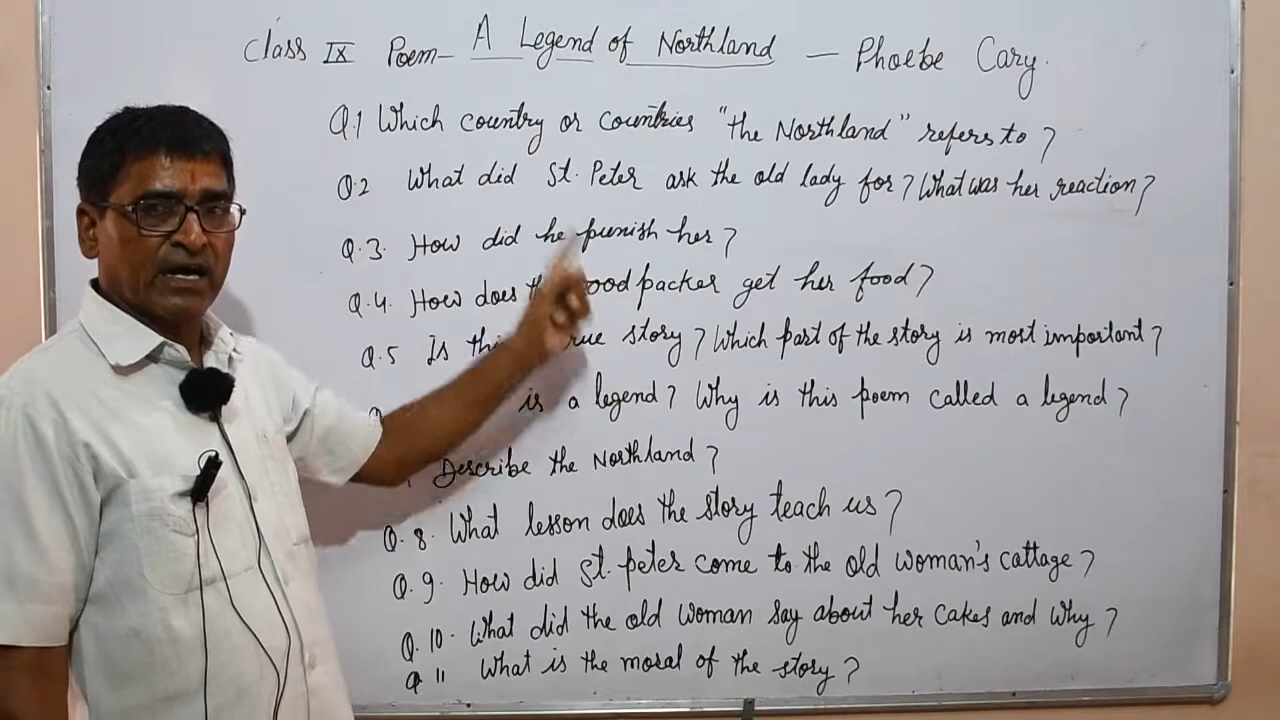 Class IX Poem- A Legend of Northland - Phoebe Cary.
Q.1 Which country or countries "the Northland" refers to?
Q.2 What did St. Peter ask the old lady for? What was her reaction?
Q.3. How did he punish her?
Q.4. How does packer get her food?
Q.5 Is story? Which part of the story is most important?
is a legend? Why is this poem called a legend?
Describe the Northland?
Q.8. What lesson does the story teach us?
Q.9. How did St. peter come to the old woman's cattage?
Q.10. What did the old woman say about her cakes and why?
Q 11 What is the moral of the story?